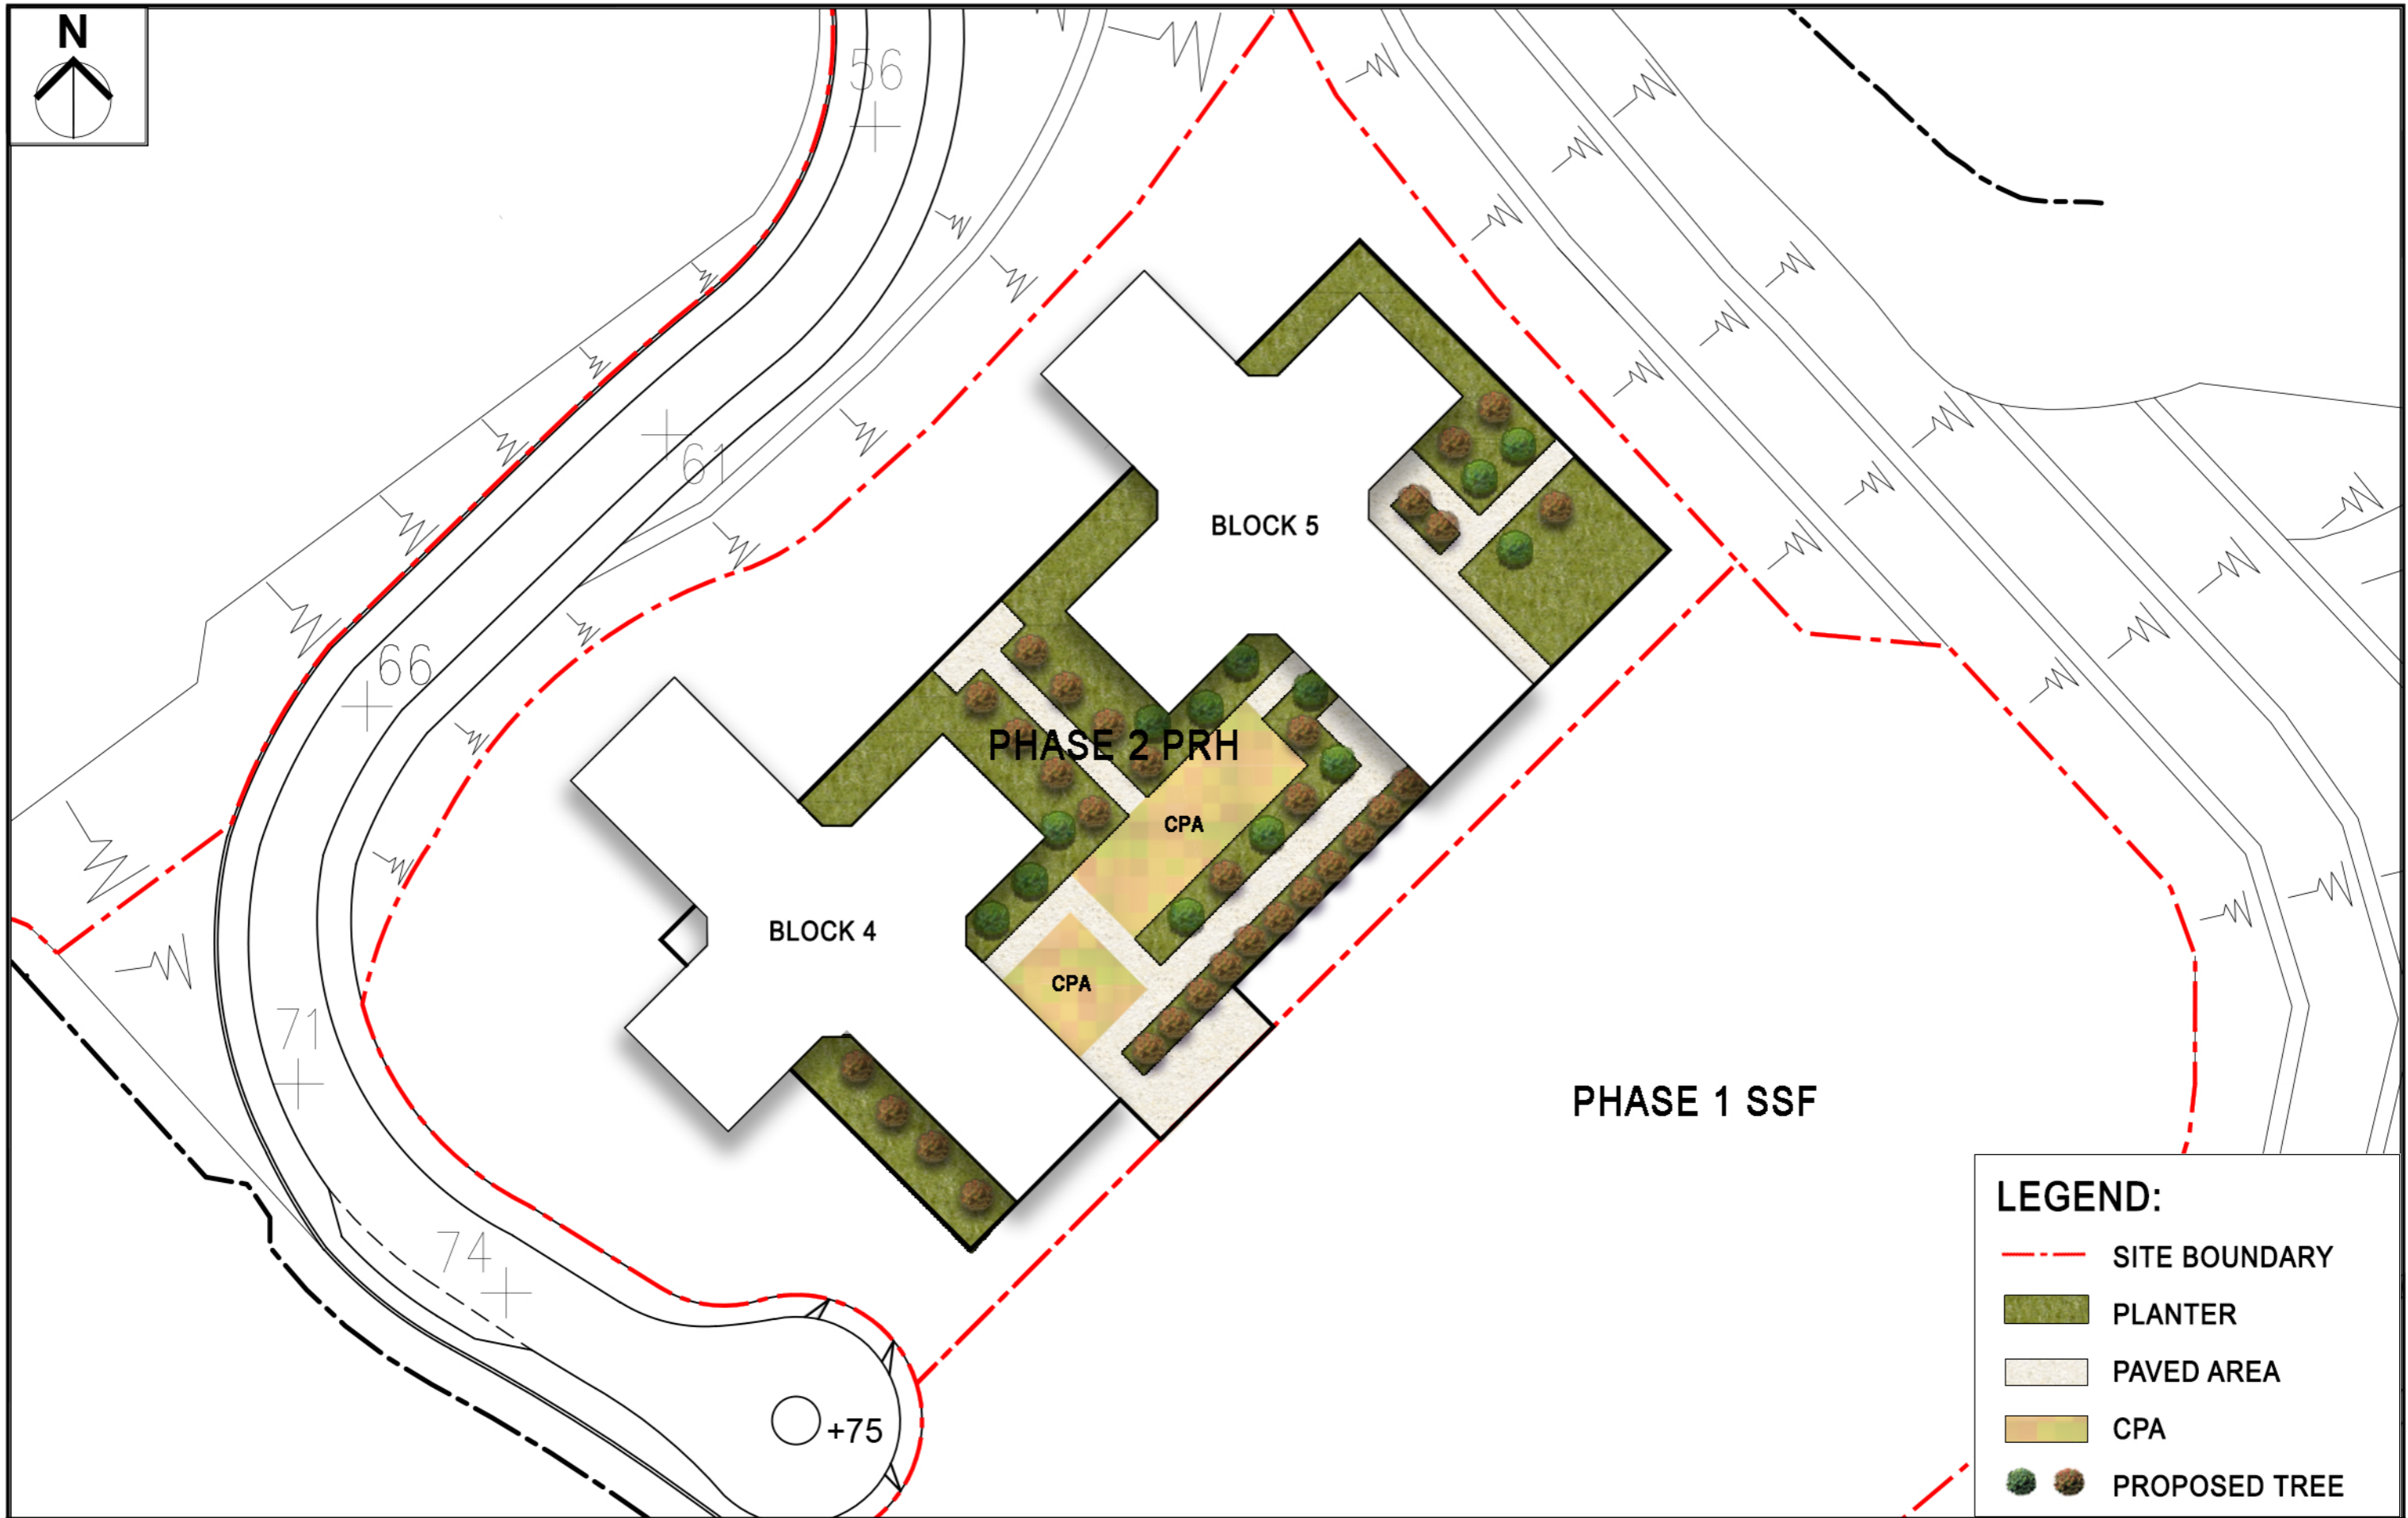 N
56
61
66
71
74
+75
BLOCK 5
PHASE 2 PRH
CPA
BLOCK 4
CPA
PHASE 1 SSF
LEGEND:
SITE BOUNDARY
PLANTER
PAVED AREA
CPA
PROPOSED TREE